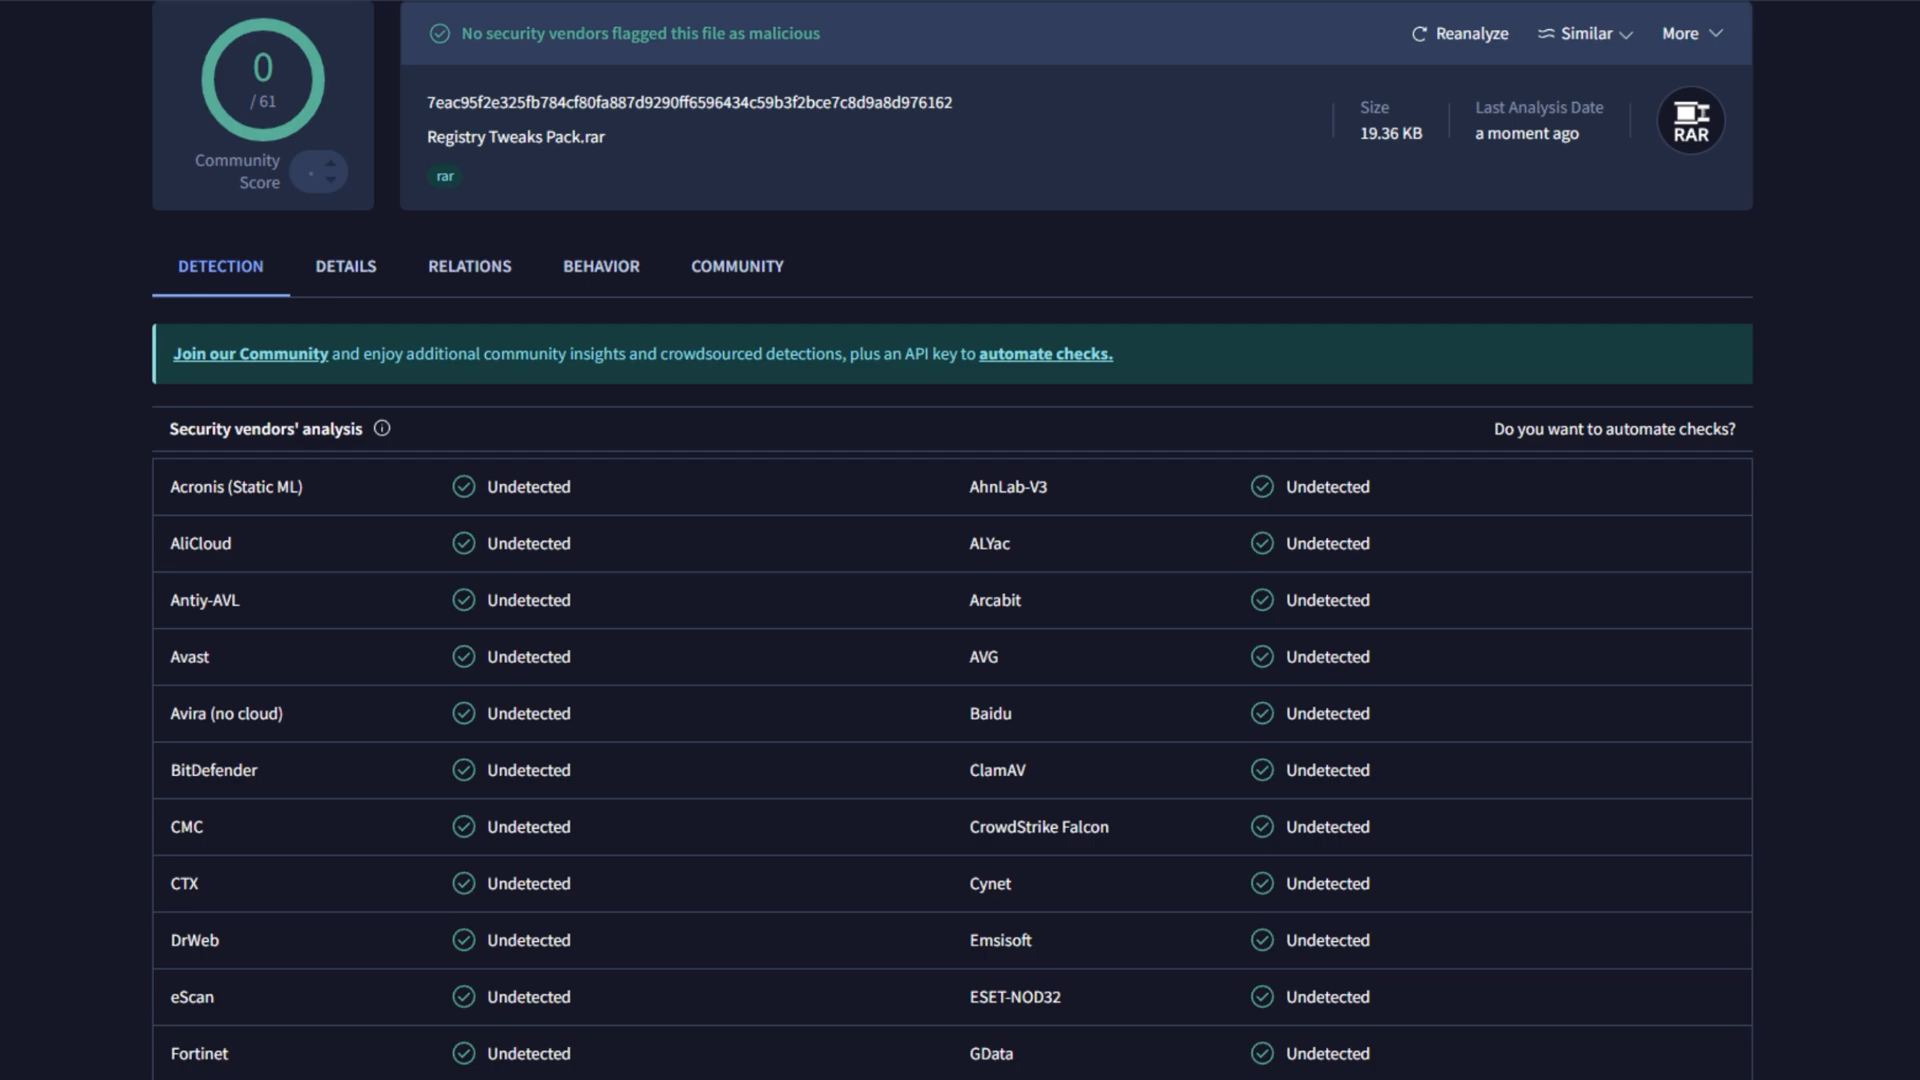 0
/ 61
Community
Score
No security vendors flagged this file as malicious
Reanalyze
Similar
More
7eac95f2e325fb784cf80fa887d9290ff6596434c59b3f2bce7c8d9a8d976162
Registry Tweaks Pack.rar
rar
Size
19.36 KB
Last Analysis Date
a moment ago
RAR
DETECTION
DETAILS
RELATIONS
BEHAVIOR
COMMUNITY
Join our Community and enjoy additional community insights and crowdsourced detections, plus an API key to automate checks.
Security vendors' analysis
Do you want to automate checks?
Acronis (Static ML) Undetected AhnLab-V3 Undetected
AliCloud Undetected ALYac Undetected
Antiy-AVL Undetected Arcabit Undetected
Avast Undetected AVG Undetected
Avira (no cloud) Undetected Baidu Undetected
BitDefender Undetected ClamAV Undetected
CMC Undetected CrowdStrike Falcon Undetected
CTX Undetected Cynet Undetected
DrWeb Undetected Emsisoft Undetected
eScan Undetected ESET-NOD32 Undetected
Fortinet Undetected GData Undetected